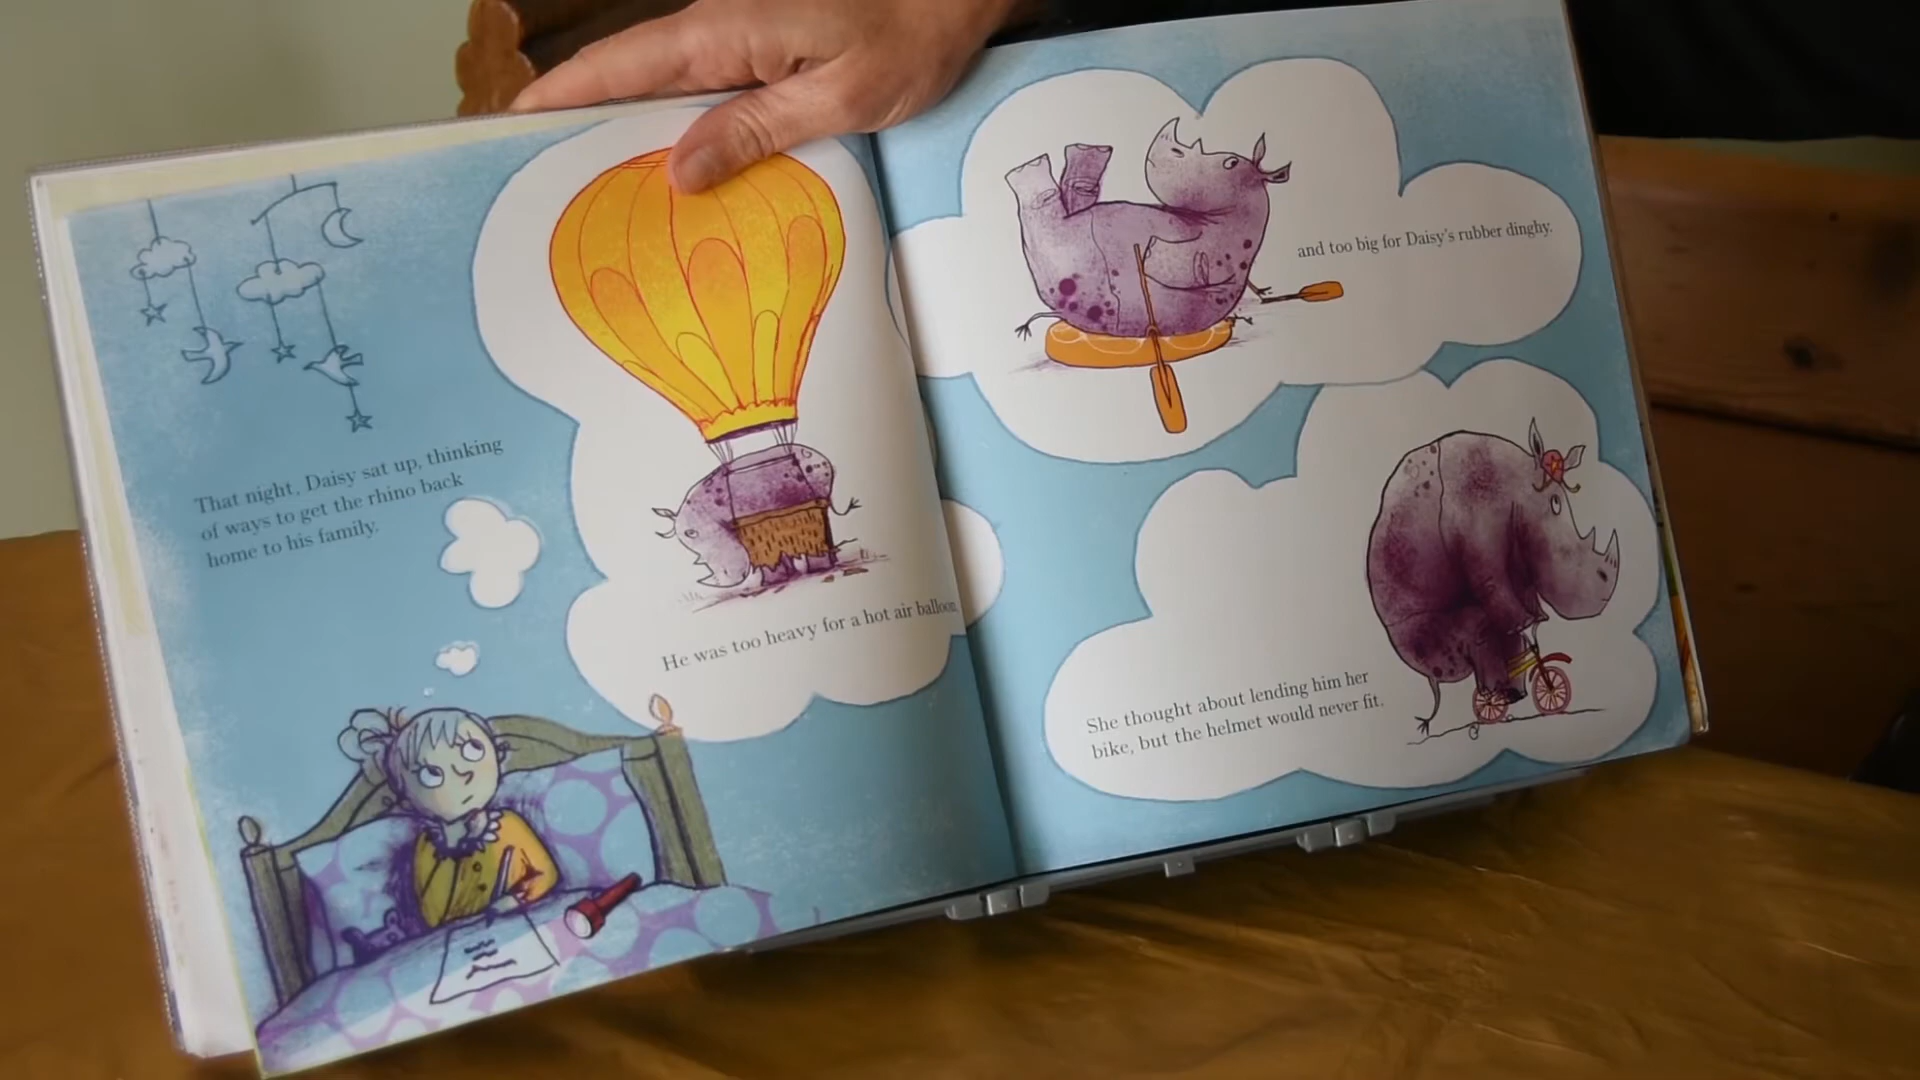 That night, Daisy sat up, thinking
of ways to get the rhino back
home to his family.
He was too heavy for a hot air balloon,
and too big for Daisy's rubber dinghy.
She thought about lending him her
bike, but the helmet would never fit.